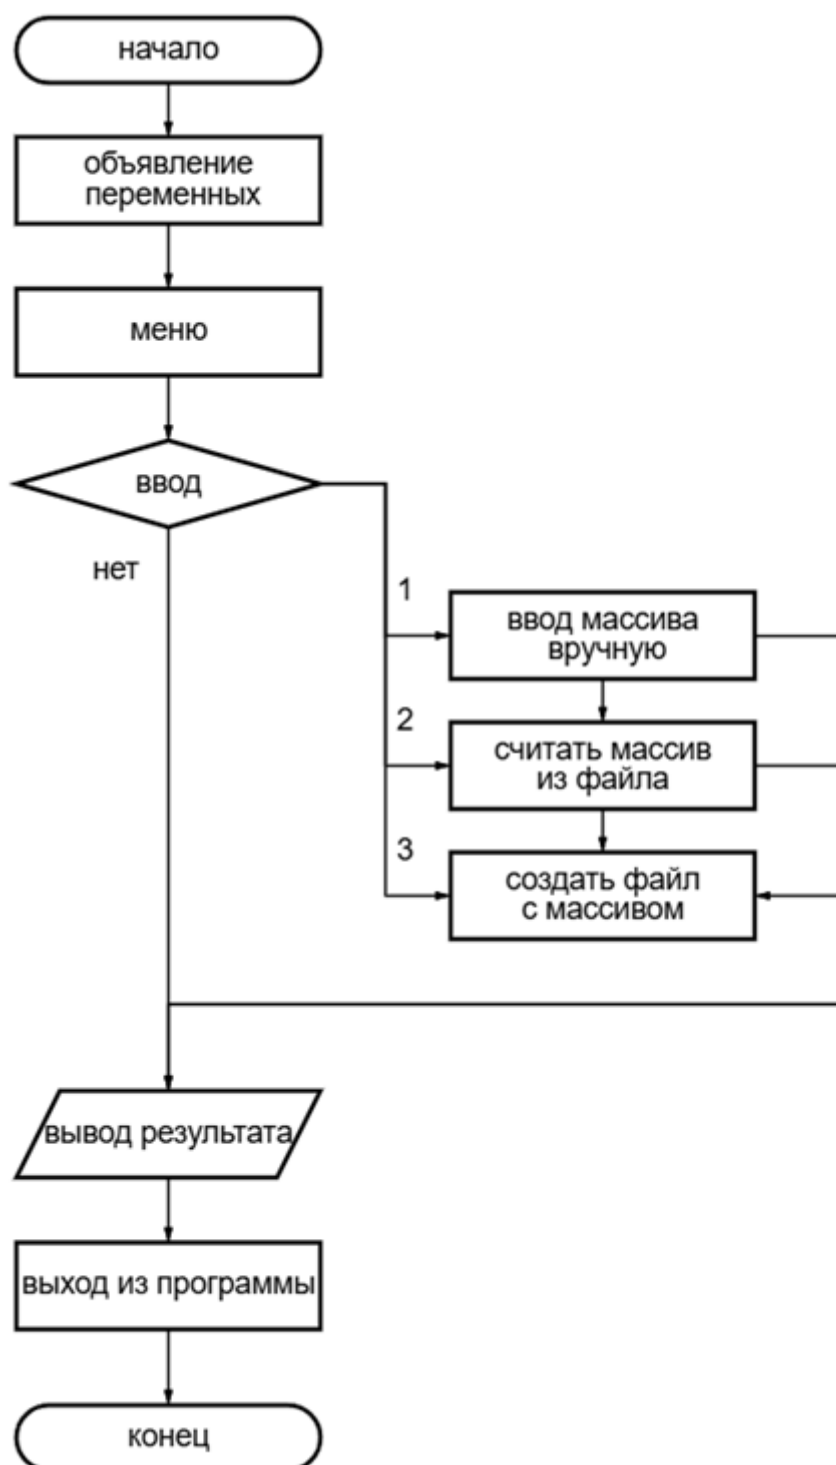 начало
объявление
переменных
меню
ввод
нет
1
ввод массива
вручную
2
считать массив
из файла
3
создать файл
с массивом
вывод результата
выход из программы
конец